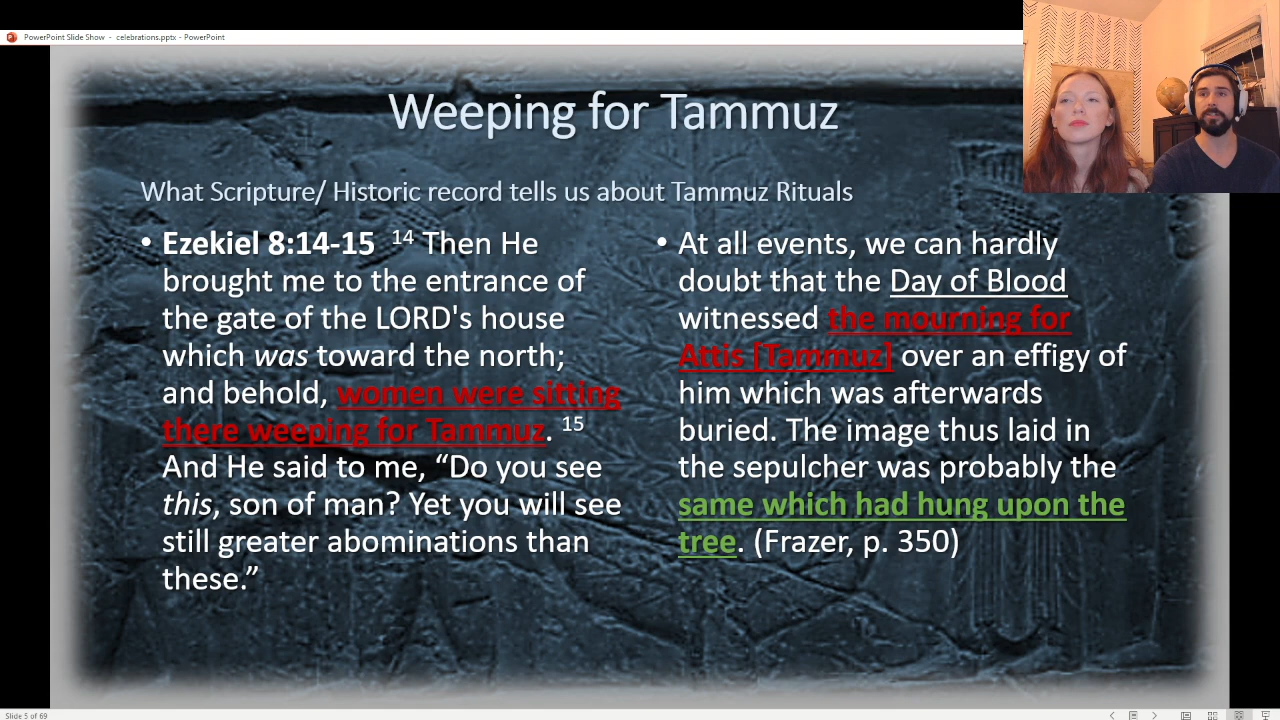 PowerPoint Slide Show - celebrations.pptx - PowerPoint
Weeping for Tammuz
What Scripture/ Historic record tells us about Tammuz Rituals
• Ezekiel 8:14-15 14 Then He
brought me to the entrance of
the gate of the LORD's house
which was toward the north;
and behold, women were sitting
there weeping for Tammuz. 15
And He said to me, “Do you see
this, son of man? Yet you will see
still greater abominations than
these.”
• At all events, we can hardly
doubt that the Day of Blood
witnessed the mourning for
Attis [Tammuz] over an effigy of
him which was afterwards
buried. The image thus laid in
the sepulcher was probably the
same which had hung upon the
tree. (Frazer, p. 350)
Slide 5 of 69